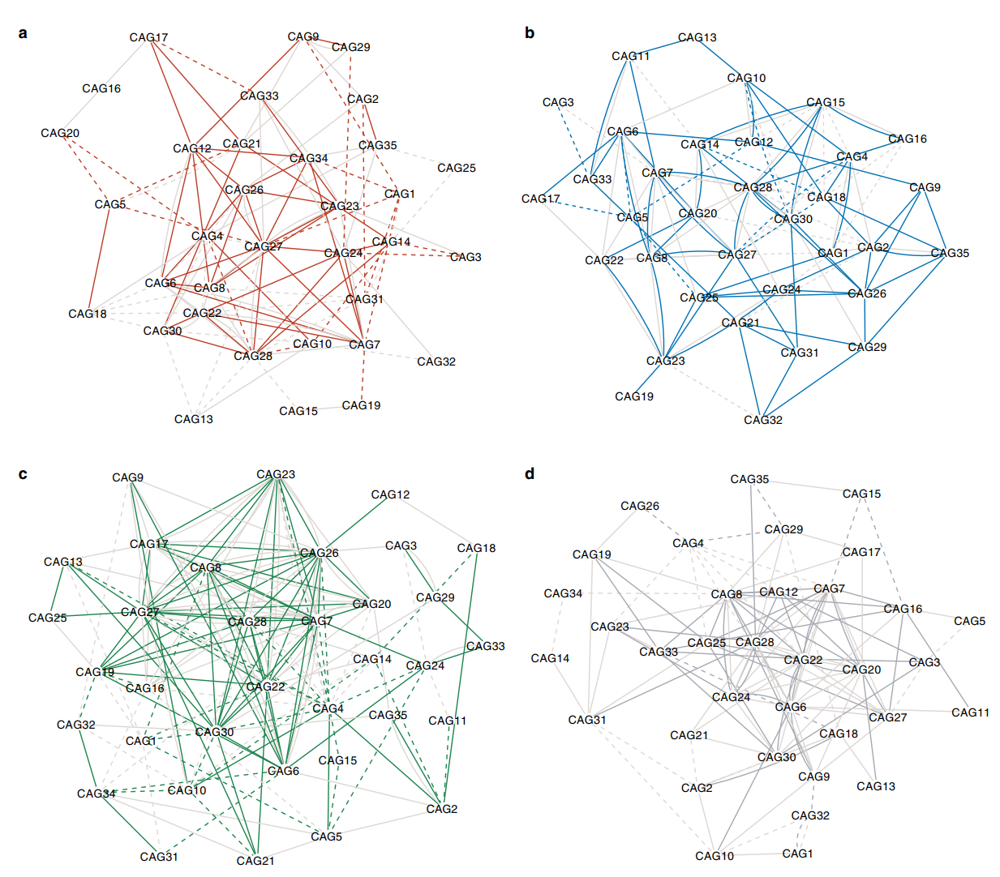 a
CAG17
CAG9
CAG29
CAG16
CAG33
CAG2
CAG20
CAG12
CAG21
CAG34
CAG35
CAG25
CAG26
CAG1
CAG5
CAG23
CAG4
CAG27
CAG24
CAG14
CAG3
CAG6
CAG8
CAG31
CAG18
CAG22
CAG30
CAG28
CAG10
CAG7
CAG32
CAG13
CAG15
CAG19
b
CAG13
CAG11
CAG10
CAG3
CAG15
CAG6
CAG14
CAG12
CAG16
CAG4
CAG33
CAG7
CAG28
CAG9
CAG17
CAG18
CAG5
CAG20
CAG30
CAG22
CAG8
CAG27
CAG1
CAG2
CAG35
CAG25
CAG24
CAG26
CAG21
CAG23
CAG31
CAG29
CAG19
CAG32
c
CAG9
CAG23
CAG12
CAG17
CAG26
CAG3
CAG18
CAG13
CAG8
CAG25
CAG27
CAG28
CAG7
CAG20
CAG29
CAG33
CAG19
CAG16
CAG22
CAG14
CAG24
CAG32
CAG1
CAG30
CAG4
CAG35
CAG11
CAG34
CAG10
CAG6
CAG15
CAG2
CAG31
CAG21
CAG5
d
CAG35
CAG15
CAG26
CAG4
CAG29
CAG19
CAG17
CAG34
CAG8
CAG12
CAG7
CAG16
CAG5
CAG23
CAG25
CAG28
CAG14
CAG33
CAG22
CAG20
CAG3
CAG24
CAG6
CAG31
CAG27
CAG11
CAG21
CAG18
CAG30
CAG9
CAG2
CAG13
CAG32
CAG10
CAG1